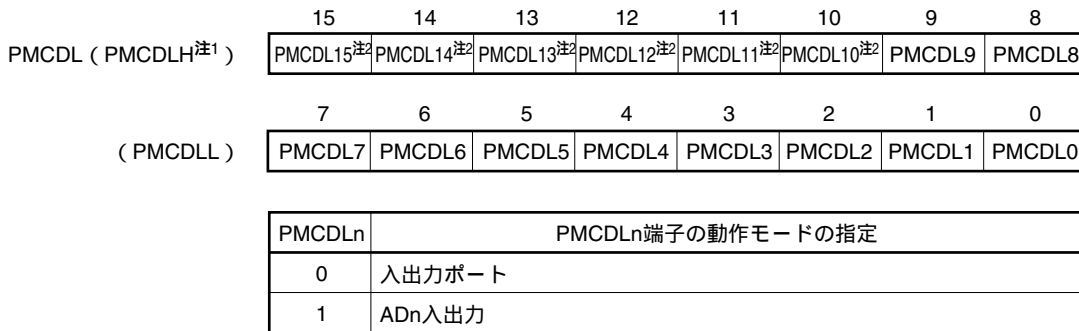 15 14 13 12 11 10 9 8
PMCDL（PMCDLH注1） PMCDL15注2 PMCDL14注2 PMCDL13注2 PMCDL12注2 PMCDL11注2 PMCDL10注2 PMCDL9 PMCDL8
7 6 5 4 3 2 1 0
（PMCDLL） PMCDL7 PMCDL6 PMCDL5 PMCDL4 PMCDL3 PMCDL2 PMCDL1 PMCDL0
PMCDLn PMCDLn端子の動作モードの指定
0 入出力ポート
1 ADn入出力